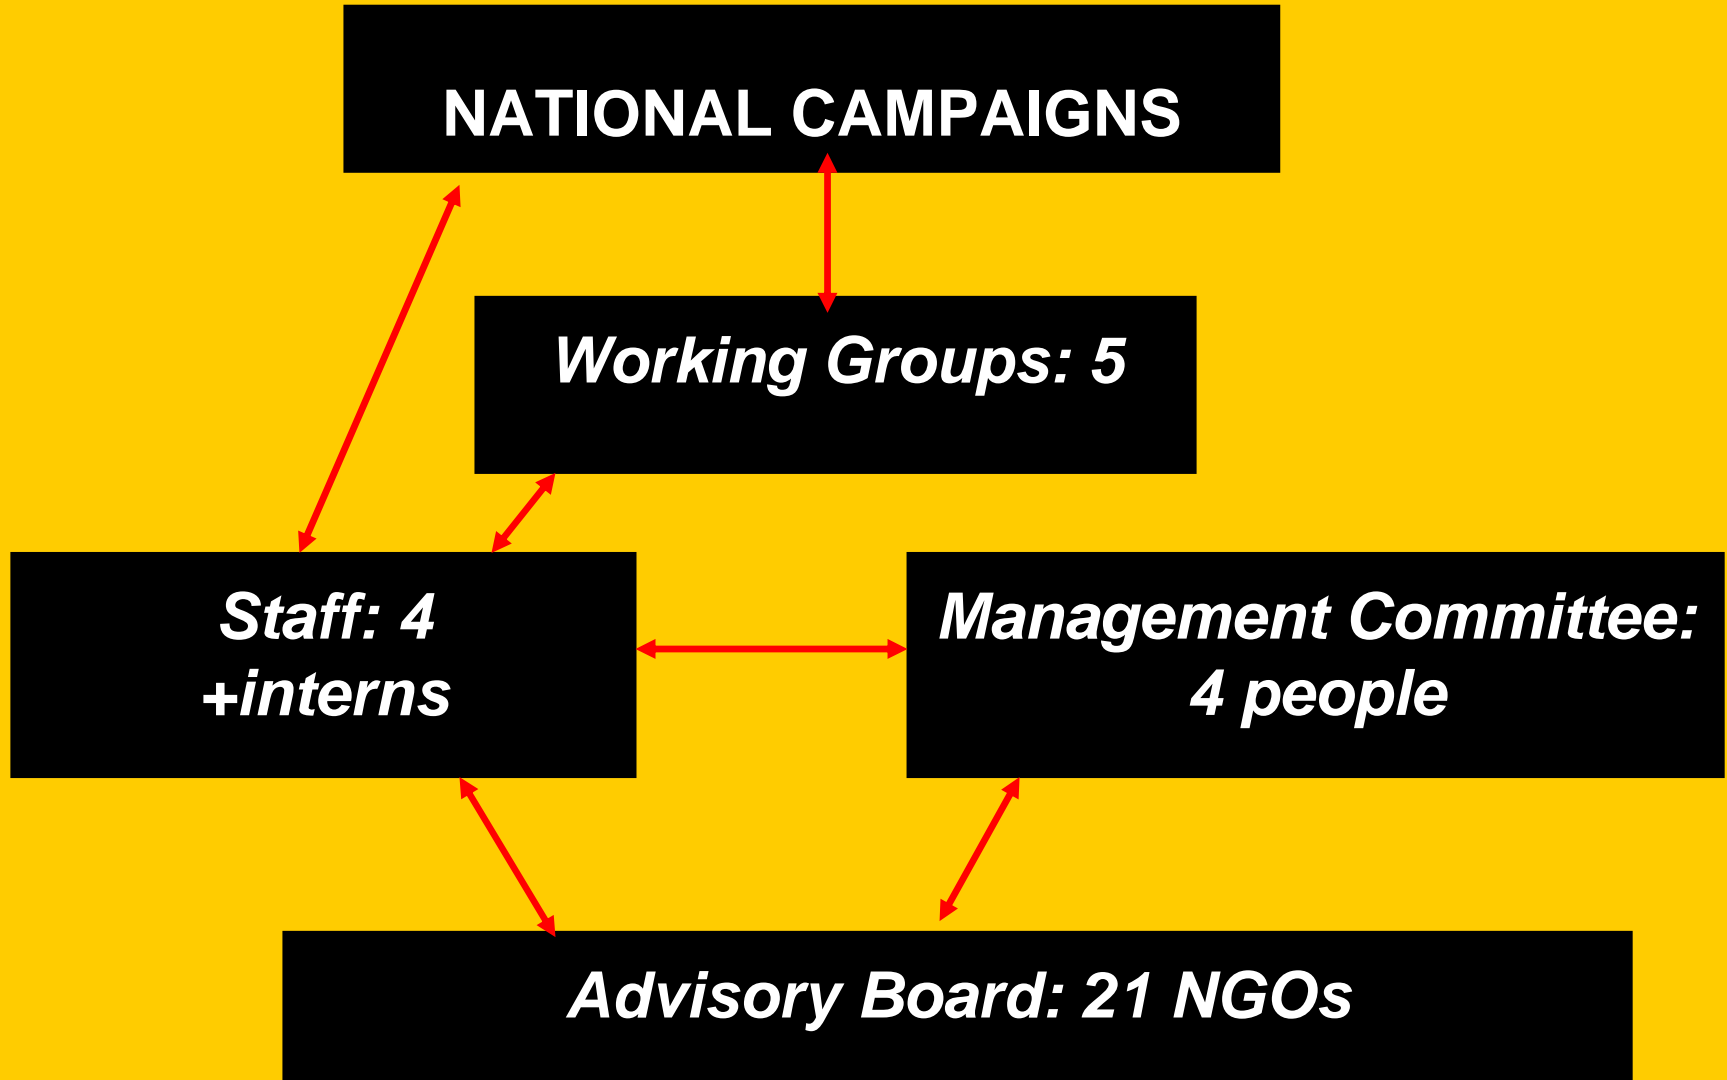 NATIONAL CAMPAIGNS
Working Groups: 5
Staff: 4
+interns
Management Committee:
4 people
Advisory Board: 21 NGOs